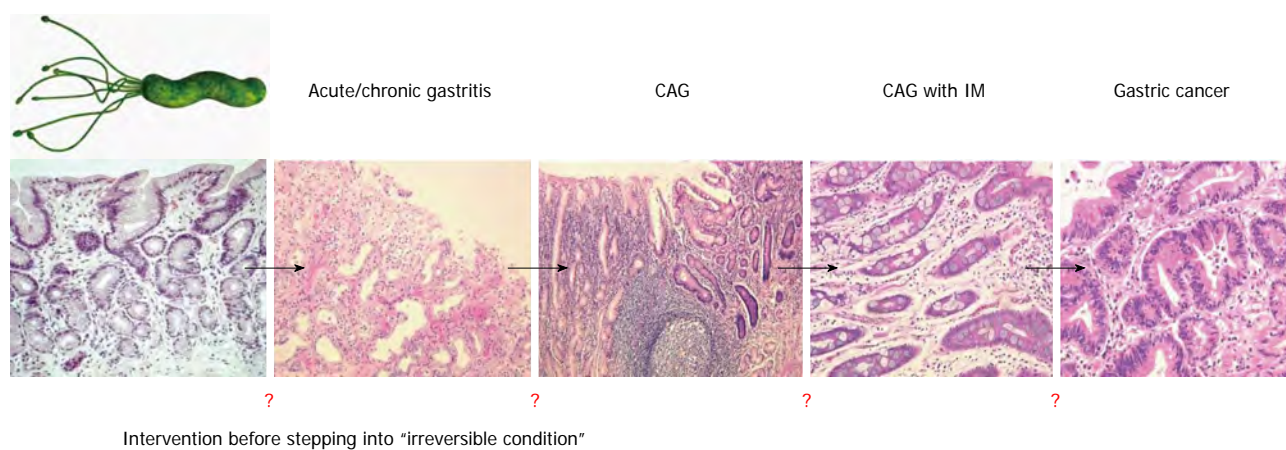 Acute/chronic gastritis
CAG
CAG with IM
Gastric cancer
?
?
?
?
Intervention before stepping into “irreversible condition”